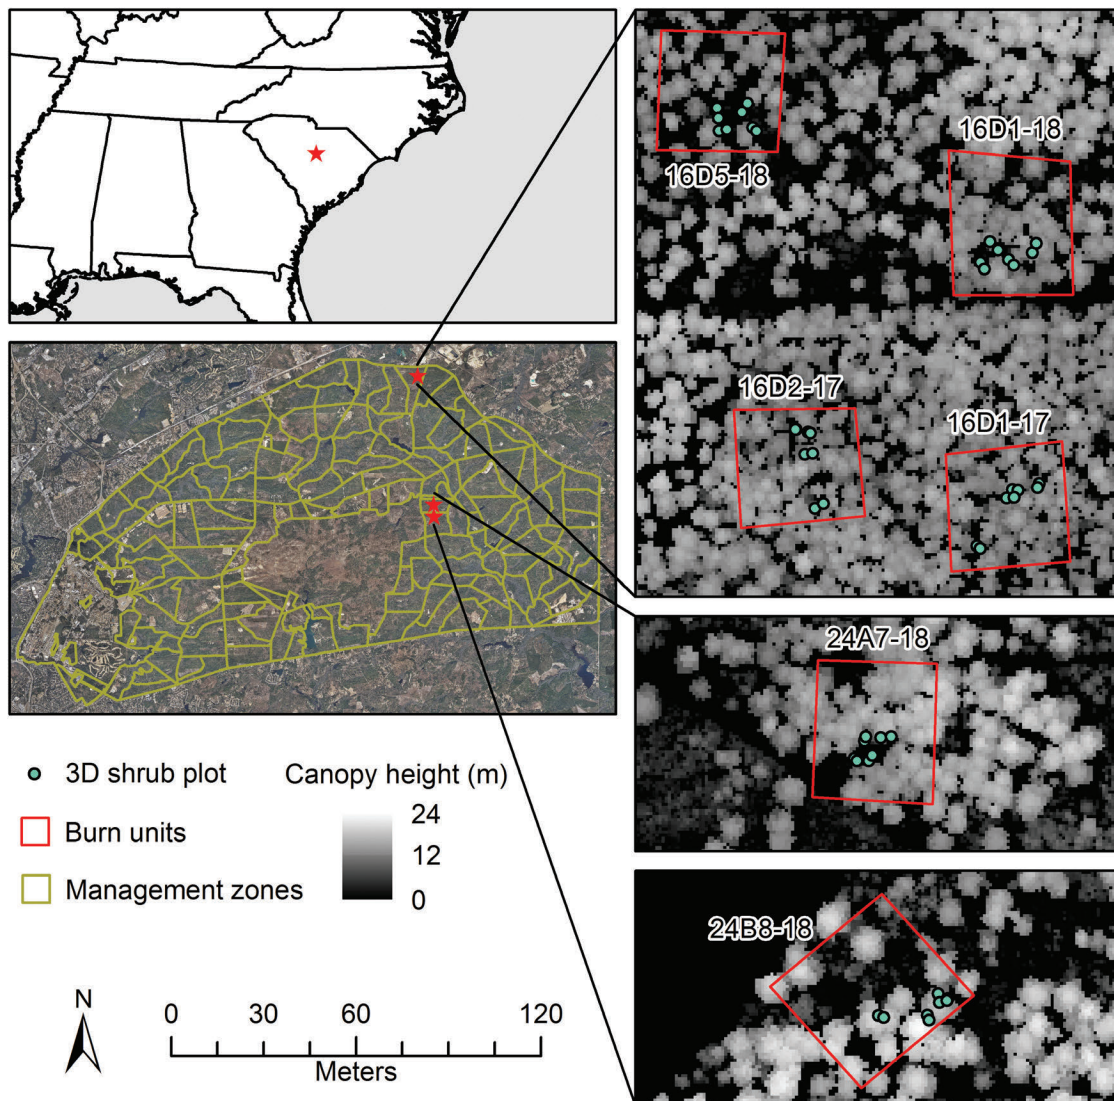 16D5-18
16D1-18
16D2-17
16D1-17
24A7-18
24B8-18
3D shrub plot
Burn units
Management zones
Canopy height (m)
24
12
0
N
0 30 60 120
Meters